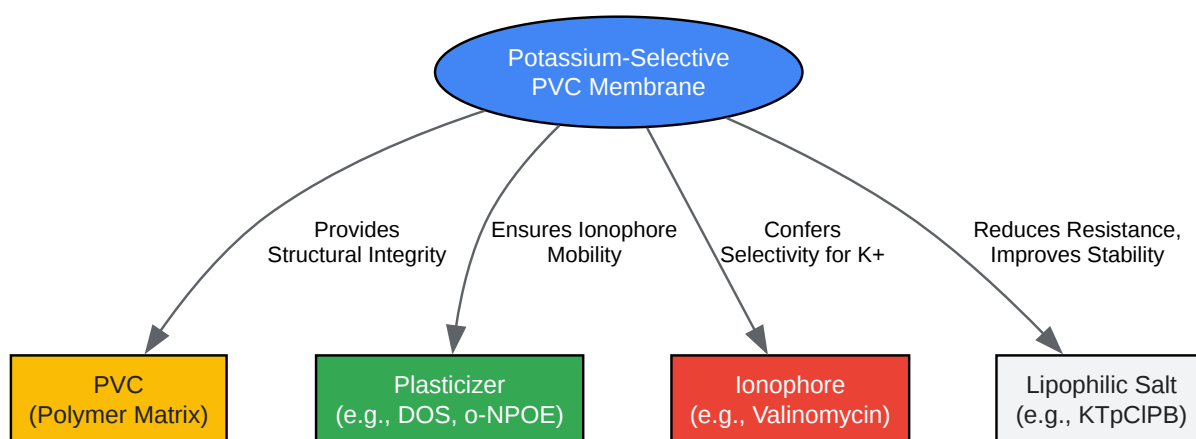 Potassium-Selective
PVC Membrane
Provides
Structural Integrity
Ensures Ionophore
Mobility
Confers
Selectivity for K+
Reduces Resistance,
Improves Stability
PVC
(Polymer Matrix)
Plasticizer
(e.g., DOS, o-NPOE)
Ionophore
(e.g., Valinomycin)
Lipophilic Salt
(e.g., KTpClPB)